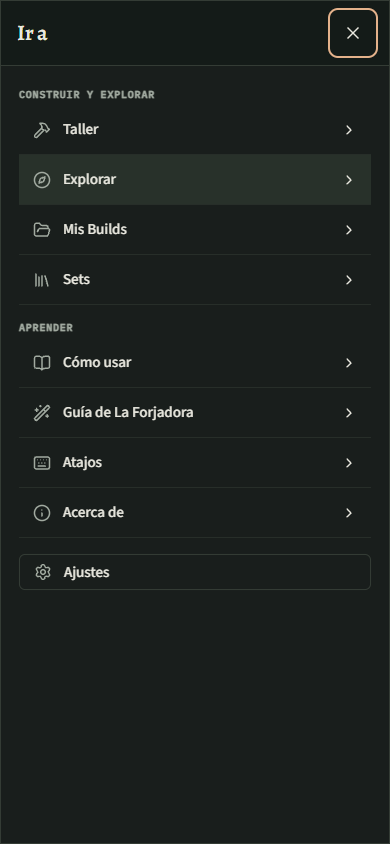 Ir a
CONSTRUIR Y EXPLORAR
Taller
Explorar
Mis Builds
Sets
APRENDER
Cómo usar
Guía de La Forjadora
Atajos
Acerca de
Ajustes